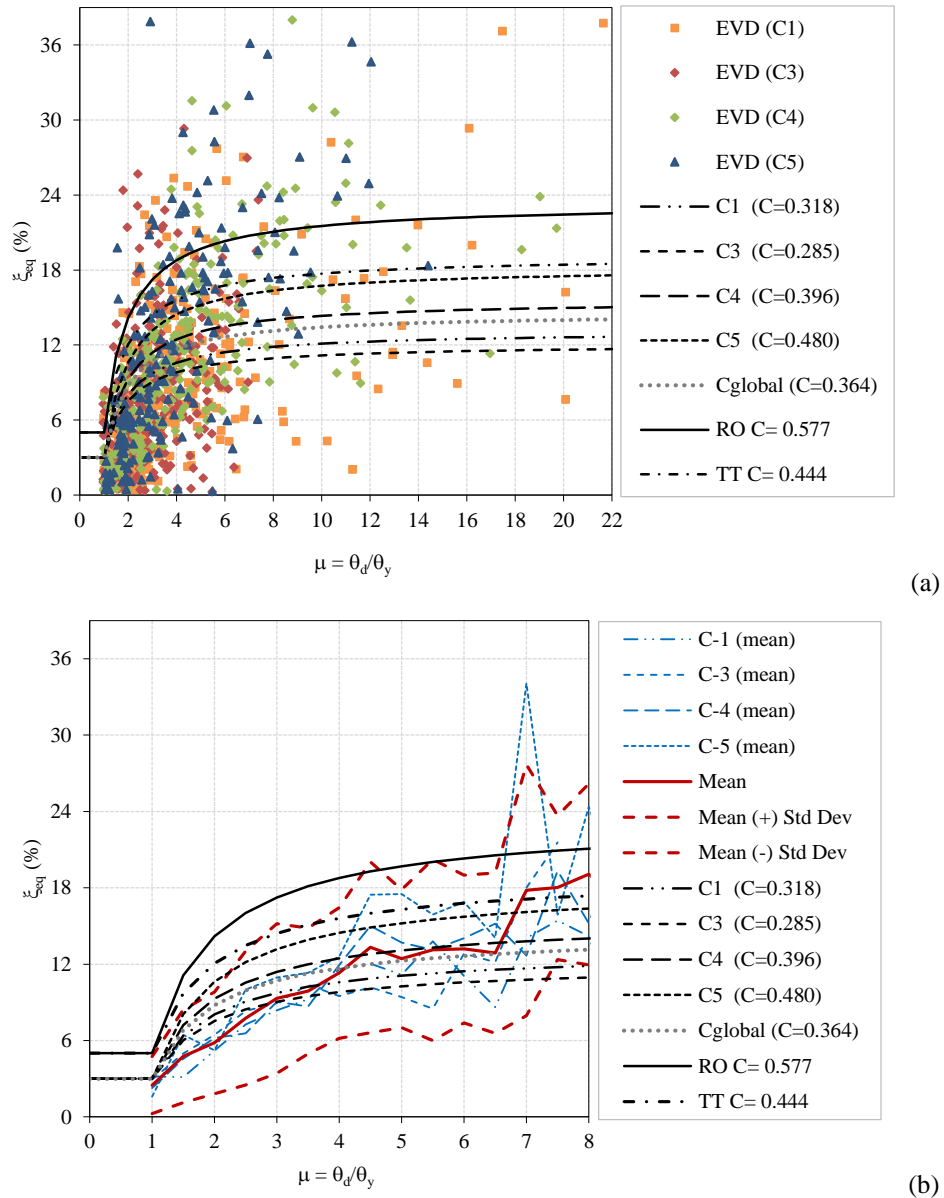 36
30
24
18
12
6
0
ξeq (%)
0 2 4 6 8 10 12 14 16 18 20 22
μ = θd/θy
EVD (C1)
EVD (C3)
EVD (C4)
EVD (C5)
C1 (C=0.318)
C3 (C=0.285)
C4 (C=0.396)
C5 (C=0.480)
Cglobal (C=0.364)
RO C= 0.577
TT C= 0.444
(a)
36
30
24
18
12
6
0
ξeq (%)
0 1 2 3 4 5 6 7 8
μ = θd/θy
C-1 (mean)
C-3 (mean)
C-4 (mean)
C-5 (mean)
Mean
Mean (+) Std Dev
Mean (-) Std Dev
C1 (C=0.318)
C3 (C=0.285)
C4 (C=0.396)
C5 (C=0.480)
Cglobal (C=0.364)
RO C= 0.577
TT C= 0.444
(b)